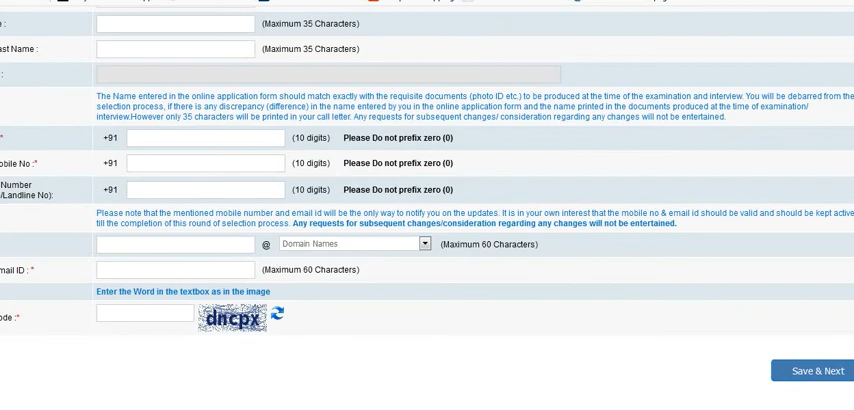 e : (Maximum 35 Characters)
ast Name : (Maximum 35 Characters)
:
The Name entered in the online application form should match exactly with the requisite documents (photo ID etc.) to be produced at the time of the examination and interview. You will be debarred from the
selection process, if there is any discrepancy (difference) in the name entered by you in the online application form and the name printed in the documents produced at the time of examination/
interview.However only 35 characters will be printed in your call letter. Any requests for subsequent changes/ consideration regarding any changes will not be entertained.
* +91 (10 digits) Please Do not prefix zero (0)
obile No :* +91 (10 digits) Please Do not prefix zero (0)
Number
/Landline No): +91 (10 digits) Please Do not prefix zero (0)
Please note that the mentioned mobile number and email id will be the only way to notify you on the updates. It is in your own interest that the mobile no & email id should be valid and should be kept active
till the completion of this round of selection process. Any requests for subsequent changes/consideration regarding any changes will not be entertained.
@ Domain Names (Maximum 60 Characters)
mail ID : * (Maximum 60 Characters)
Enter the Word in the textbox as in the image
ode :* dncpx
Save & Next